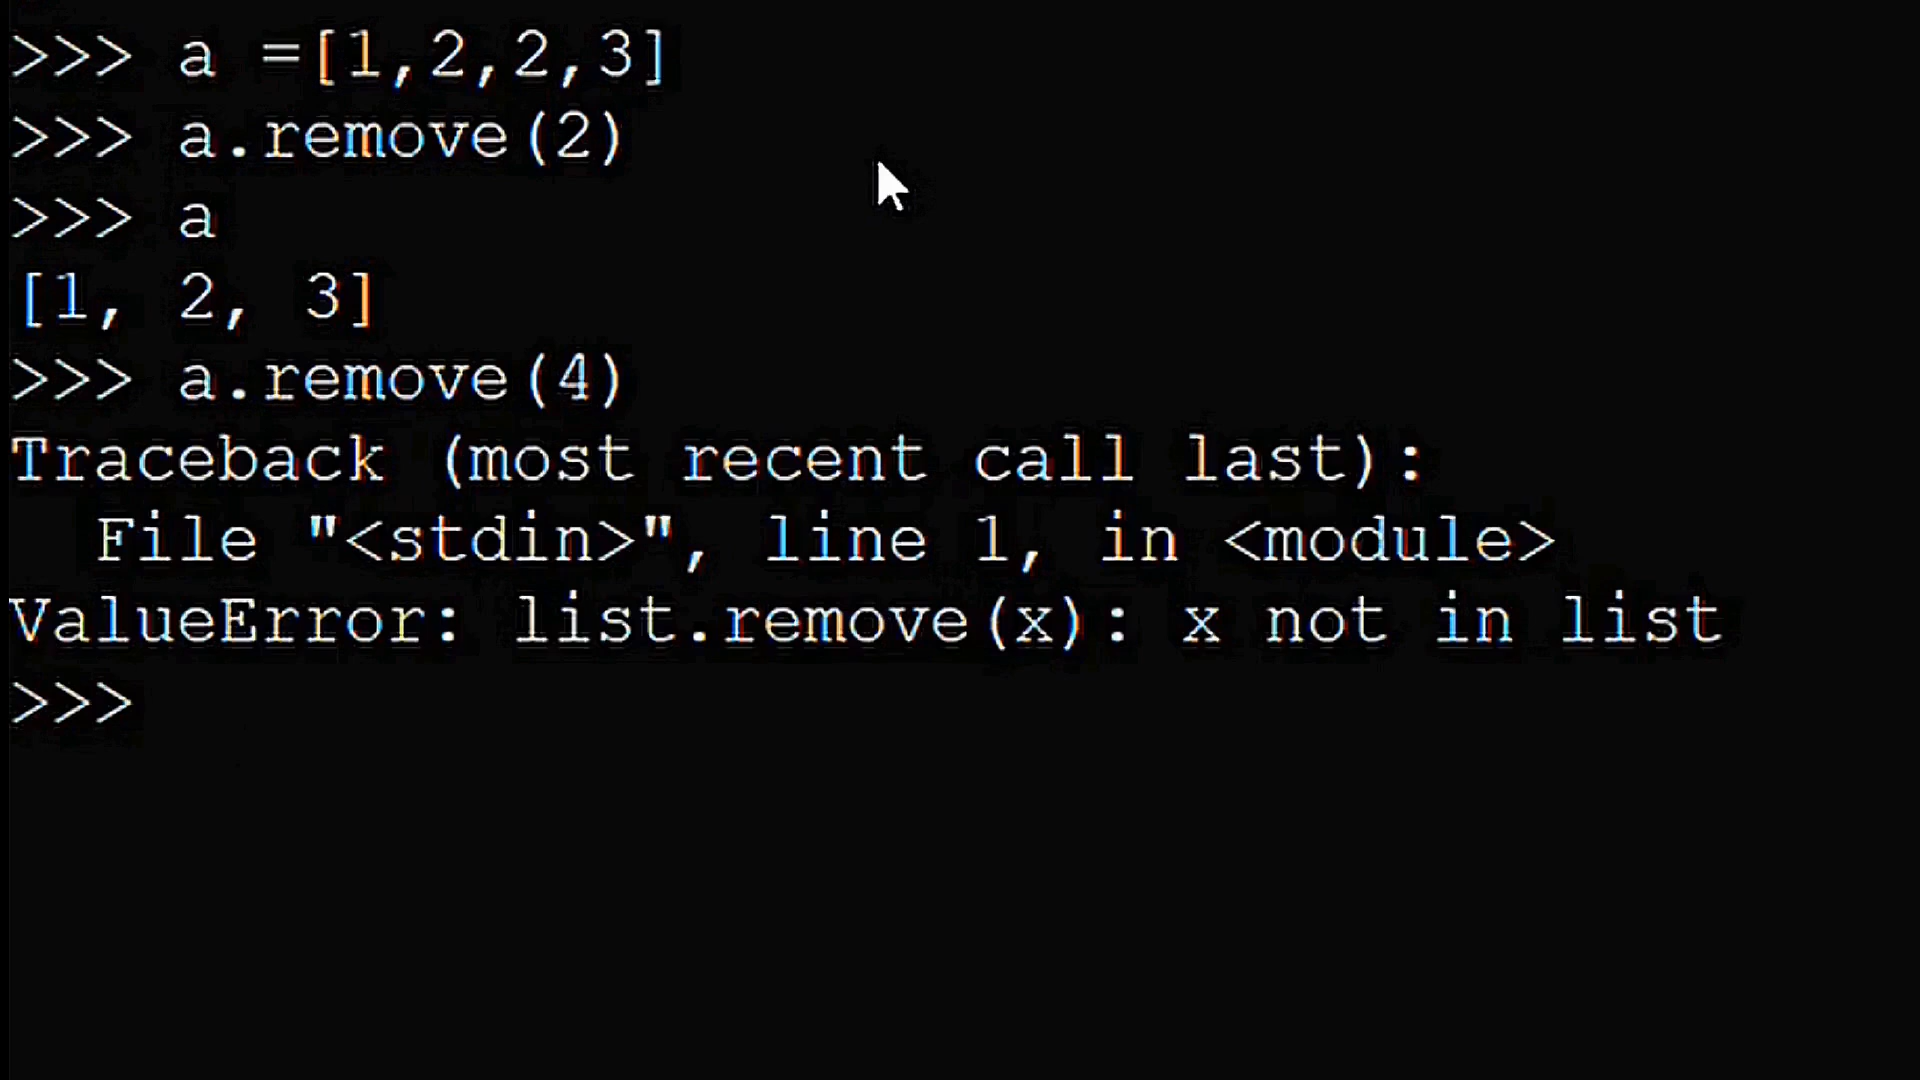 >>> a =[1,2,2,3]
>>> a.remove(2)
>>> a
[1, 2, 3]
>>> a.remove(4)
Traceback (most recent call last):
  File "<stdin>", line 1, in <module>
ValueError: list.remove(x): x not in list
>>>